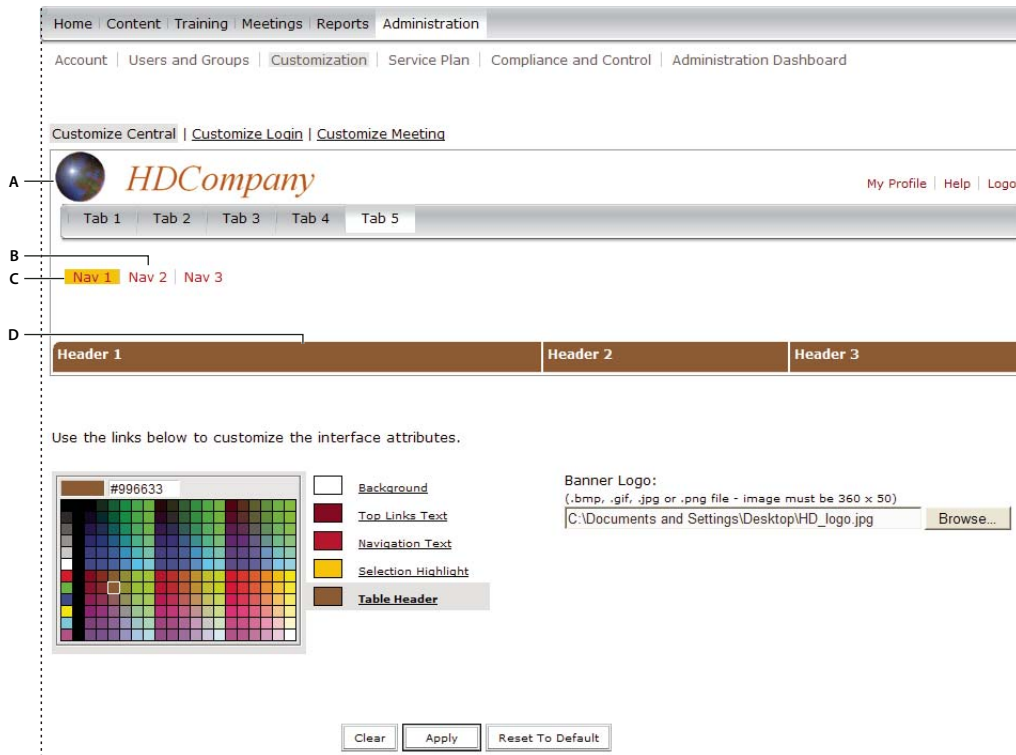 Home Content Training Meetings Reports Administration
Account Users and Groups Customization Service Plan Compliance and Control Administration Dashboard
Customize Central | Customize Login | Customize Meeting
A
HDCompany
My Profile Help Logo
Tab 1 Tab 2 Tab 3 Tab 4 Tab 5
B
C
Nav 1 Nav 2 Nav 3
D
Header 1 Header 2 Header 3
Use the links below to customize the interface attributes.
#996633
Background
Top Links Text
Navigation Text
Selection Highlight
Table Header
Banner Logo:
(.bmp, .gif, .jpg or .png file - image must be 360 x 50)
C:\Documents and Settings\Desktop\HD_logo.jpg Browse...
Clear Apply Reset To Default